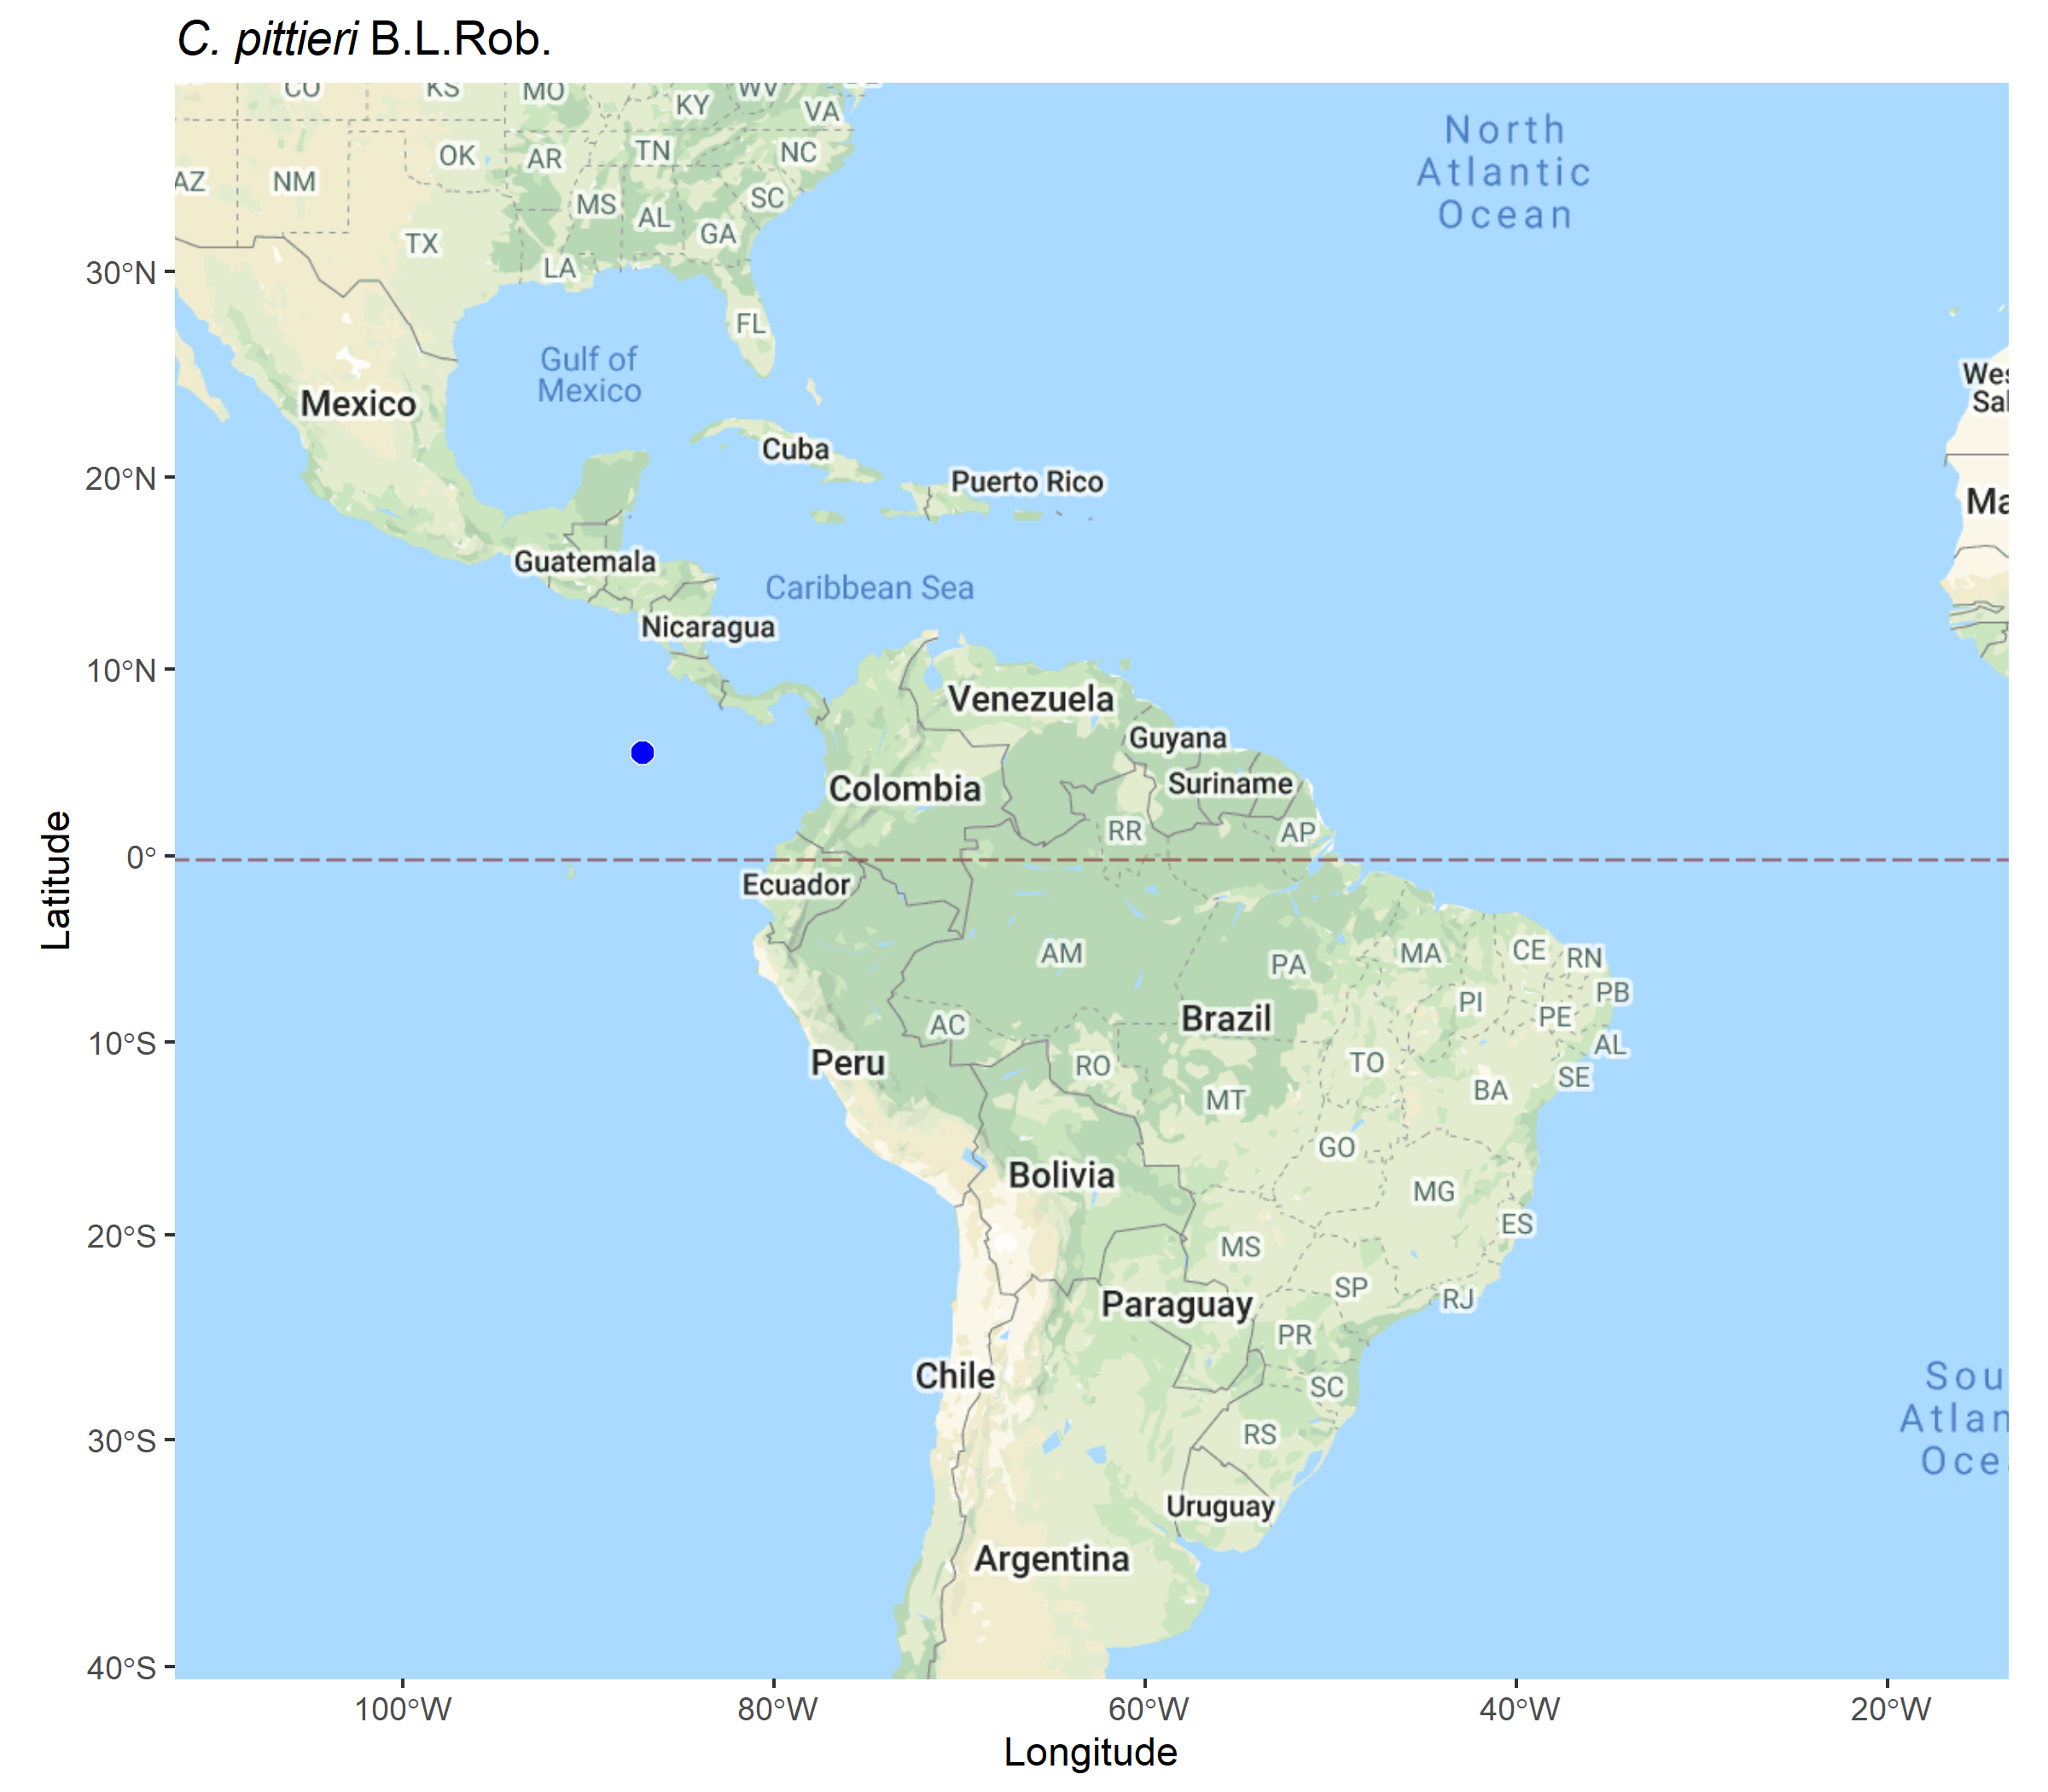 C. pittieri B.L.Rob.
CO
KS
MO
KY
WV
VA
OK
AR
TN
NC
AZ
NM
MS
AL
SC
GA
TX
LA
30°N
FL
North
Atlantic
Ocean
Gulf of
Mexico
Wes
Sal
Mexico
Cuba
20°N
Puerto Rico
Ma
Guatemala
Caribbean Sea
Nicaragua
10°N
Venezuela
Guyana
Colombia
Suriname
RR
AP
0°
Ecuador
Latitude
AM
PA
MA
CE
RN
PB
PI
PE
Brazil
AC
10°S
Peru
RO
TO
AL
SE
BA
MT
GO
Bolivia
MG
ES
20°S
MS
SP
RJ
Paraguay
PR
Chile
SC
Sou
Atlan
Oce
30°S
RS
Uruguay
Argentina
40°S
100°W
80°W
60°W
40°W
20°W
Longitude